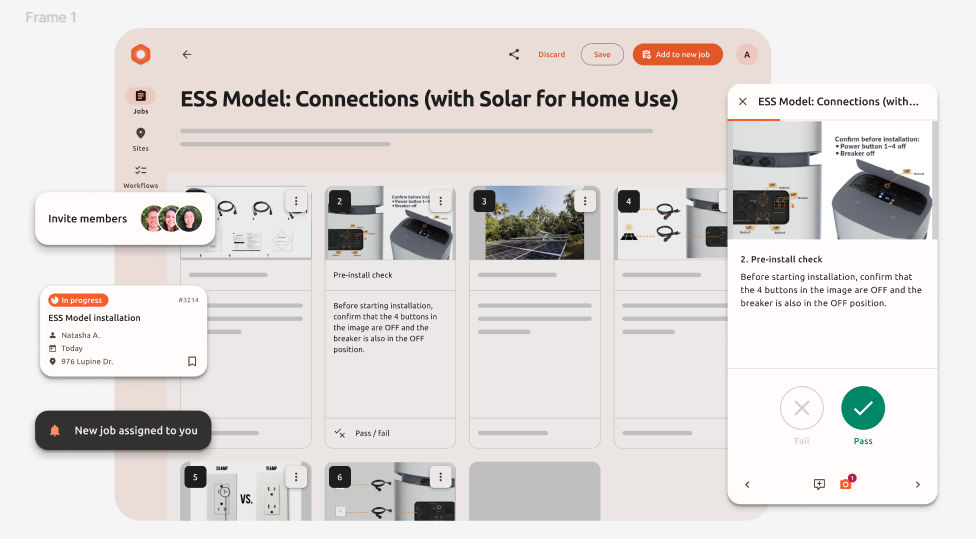 Frame 1
Discard
Save
Add to new job
A
Jobs
ESS Model: Connections (with Solar for Home Use)
Sites
Workflows
Invite members
2
Confirm before installation:
• Power button 1~4 off
3
4
Pre-install check
Before starting installation,
confirm that the 4 buttons in
the image are OFF and the
breaker is also in the OFF
position.
Pass / fail
In progress
#3214
ESS Model installation
Natasha A.
Today
976 Lupine Dr.
New job assigned to you
5
20AMP
15AMP
VS.
6
ESS Model: Connections (with...
Confirm before installation:
• Power button 1~4 off
• Breaker off
2. Pre-install check
Before starting installation, confirm that
the 4 buttons in the image are OFF and the
breaker is also in the OFF position.
Fail
Pass
1